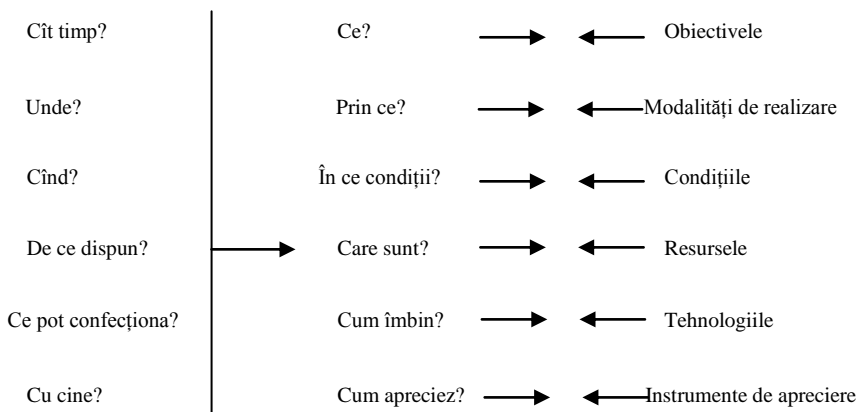 Cît timp? Ce? Obiectivele
Unde? Prin ce? Modalități de realizare
Cînd? În ce condiții? Condițiile
De ce dispun? Care sunt? Resursele
Ce pot confecționa? Cum îmbin? Tehnologiile
Cu cine? Cum apreciez? Instrumente de apreciere